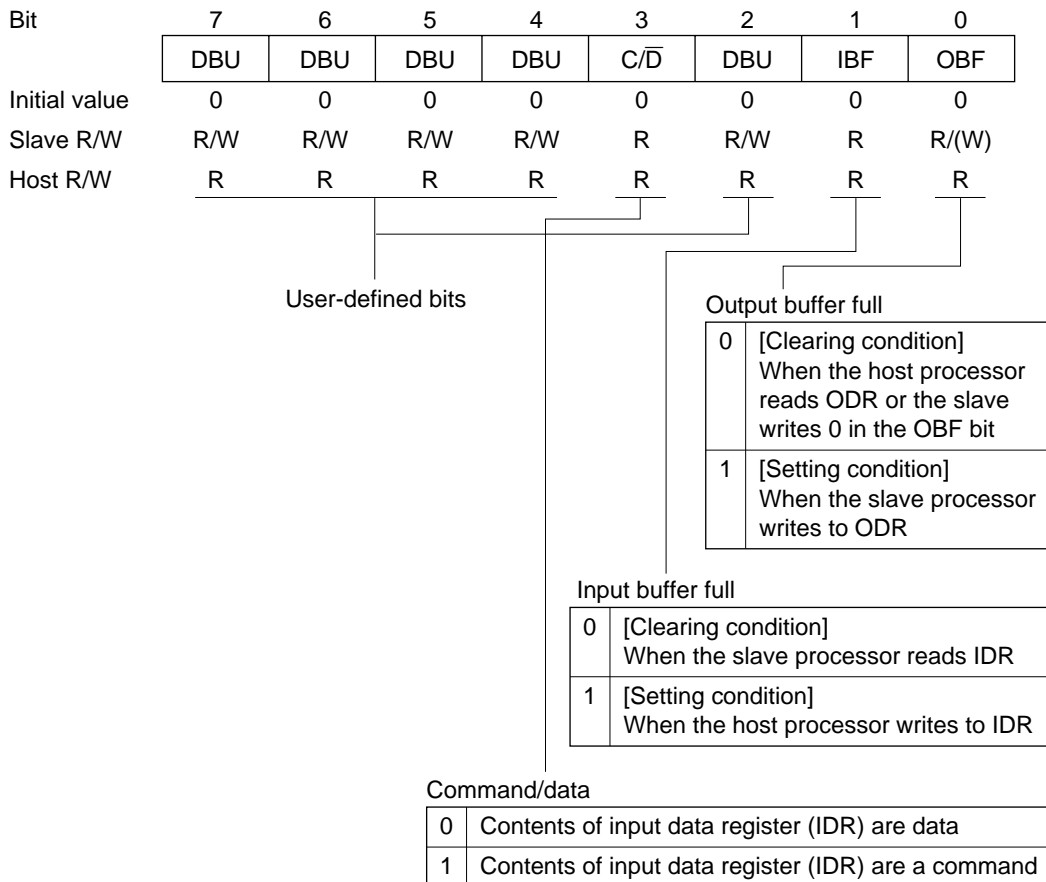 Bit 7 6 5 4 3 2 1 0
DBU DBU DBU DBU C/D̅ DBU IBF OBF
Initial value 0 0 0 0 0 0 0 0
Slave R/W R/W R/W R/W R/W R R/W R R/(W)
Host R/W R R R R R R R R
User-defined bits
Output buffer full
0 [Clearing condition]
When the host processor
reads ODR or the slave
writes 0 in the OBF bit
1 [Setting condition]
When the slave processor
writes to ODR
Input buffer full
0 [Clearing condition]
When the slave processor reads IDR
1 [Setting condition]
When the host processor writes to IDR
Command/data
0 Contents of input data register (IDR) are data
1 Contents of input data register (IDR) are a command